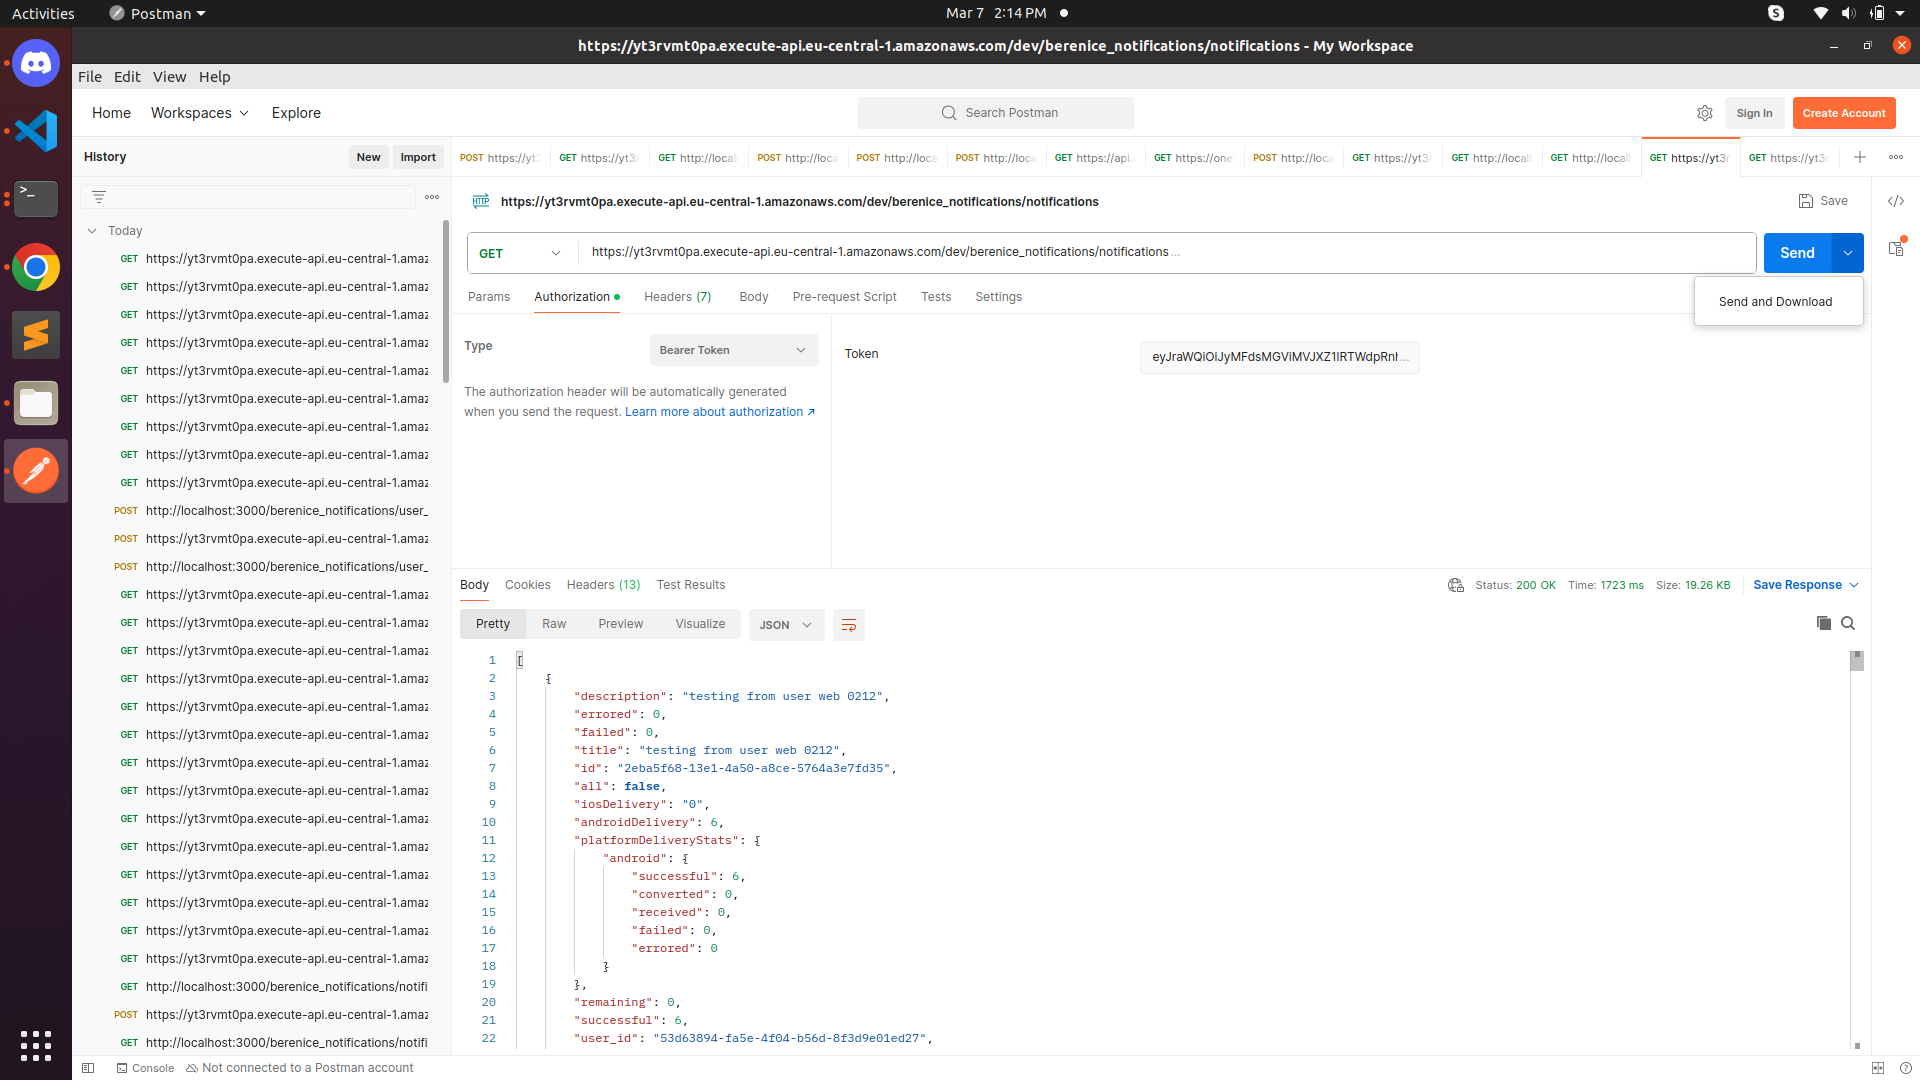 Activities
Postman
Mar 7 2:14 PM
https://yt3rvmt0pa.execute-api.eu-central-1.amazonaws.com/dev/berenice_notifications/notifications - My Workspace
File Edit View Help
Home Workspaces Explore
Search Postman
Sign In
Create Account
History
New
Import
POST https://yt3
GET https://yt3r
GET http://locall
POST http://loca
POST http://loca
POST http://loca
GET https://api.
GET https://one
POST http://loca
GET https://yt3r
GET http://locall
GET http://locall
GET https://yt3r
GET https://yt3r
HTTP https://yt3rvmt0pa.execute-api.eu-central-1.amazonaws.com/dev/berenice_notifications/notifications
Save
Today
GET https://yt3rvmt0pa.execute-api.eu-central-1.amaz
GET https://yt3rvmt0pa.execute-api.eu-central-1.amaz
GET https://yt3rvmt0pa.execute-api.eu-central-1.amaz
GET https://yt3rvmt0pa.execute-api.eu-central-1.amaz
GET https://yt3rvmt0pa.execute-api.eu-central-1.amaz
GET https://yt3rvmt0pa.execute-api.eu-central-1.amaz
GET https://yt3rvmt0pa.execute-api.eu-central-1.amaz
GET https://yt3rvmt0pa.execute-api.eu-central-1.amaz
GET https://yt3rvmt0pa.execute-api.eu-central-1.amaz
POST http://localhost:3000/berenice_notifications/user_
POST https://yt3rvmt0pa.execute-api.eu-central-1.amaz
POST http://localhost:3000/berenice_notifications/user_
GET https://yt3rvmt0pa.execute-api.eu-central-1.amaz
GET https://yt3rvmt0pa.execute-api.eu-central-1.amaz
GET https://yt3rvmt0pa.execute-api.eu-central-1.amaz
GET https://yt3rvmt0pa.execute-api.eu-central-1.amaz
GET https://yt3rvmt0pa.execute-api.eu-central-1.amaz
GET https://yt3rvmt0pa.execute-api.eu-central-1.amaz
GET https://yt3rvmt0pa.execute-api.eu-central-1.amaz
GET https://yt3rvmt0pa.execute-api.eu-central-1.amaz
GET https://yt3rvmt0pa.execute-api.eu-central-1.amaz
GET https://yt3rvmt0pa.execute-api.eu-central-1.amaz
GET https://yt3rvmt0pa.execute-api.eu-central-1.amaz
GET https://yt3rvmt0pa.execute-api.eu-central-1.amaz
GET https://yt3rvmt0pa.execute-api.eu-central-1.amaz
GET https://yt3rvmt0pa.execute-api.eu-central-1.amaz
GET http://localhost:3000/berenice_notifications/notifi
POST https://yt3rvmt0pa.execute-api.eu-central-1.amaz
GET http://localhost:3000/berenice_notifications/notifi
GET https://yt3rvmt0pa.execute-api.eu-central-1.amazonaws.com/dev/berenice_notifications/notifications ...
Send
Send and Download
Params Authorization Headers (7) Body Pre-request Script Tests Settings
Type
Bearer Token
The authorization header will be automatically generated
when you send the request. Learn more about authorization ↗
Token
Body Cookies Headers (13) Test Results
Status: 200 OK Time: 1723 ms Size: 19.26 KB
Save Response
Pretty Raw Preview Visualize
JSON
1 [
2 {
3 "description": "testing from user web 0212",
4 "errored": 0,
5 "failed": 0,
6 "title": "testing from user web 0212",
7 "id": "2eba5f68-13e1-4a50-a8ce-5764a3e7fd35",
8 "all": false,
9 "iosDelivery": "0",
10 "androidDelivery": 6,
11 "platformDeliveryStats": {
12 "android": {
13 "successful": 6,
14 "converted": 0,
15 "received": 0,
16 "failed": 0,
17 "errored": 0
18 }
19 },
20 "remaining": 0,
21 "successful": 6,
22 "user_id": "53d63894-fa5e-4f04-b56d-8f3d9e01ed27",
Console
Not connected to a Postman account